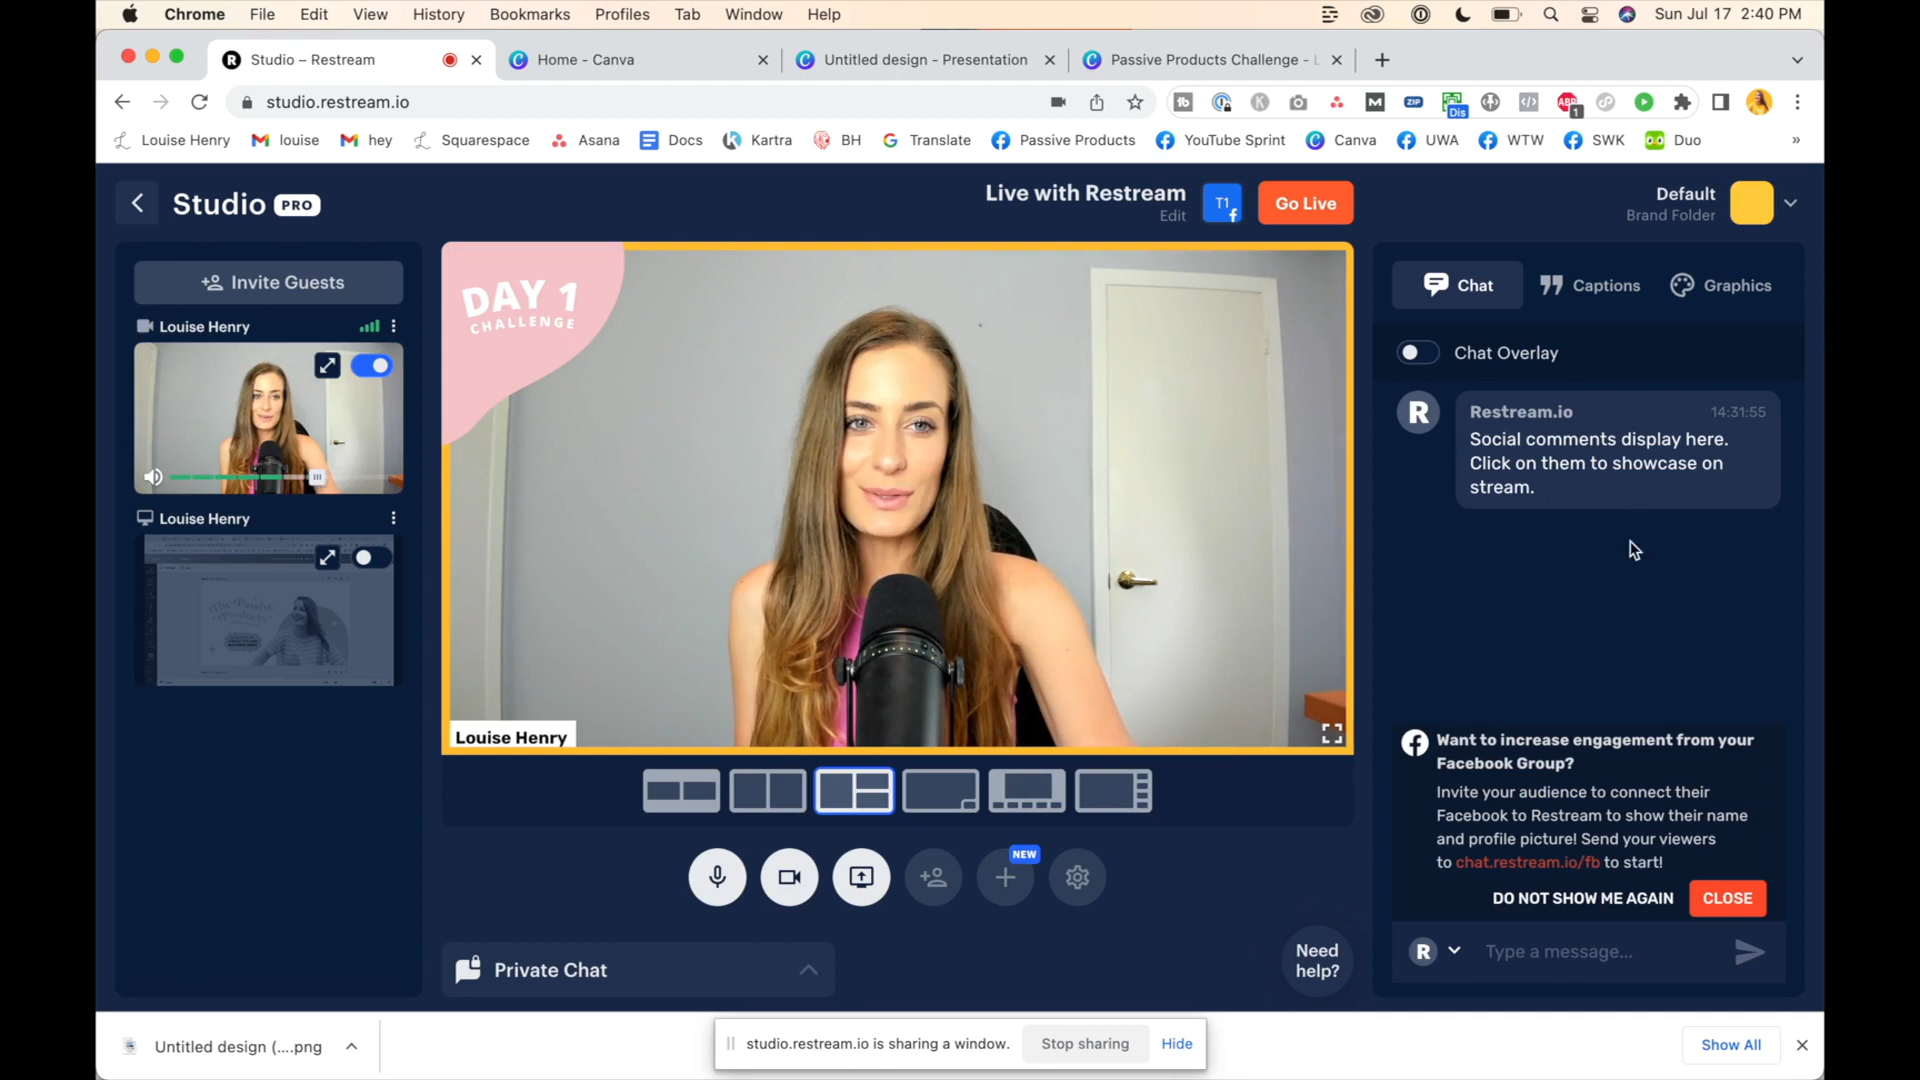 Chrome File Edit View History Bookmarks Profiles Tab Window Help
Sun Jul 17 2:40 PM
Studio – Restream
Home - Canva
Untitled design - Presentation
Passive Products Challenge - L
studio.restream.io
ZIP
Dis
ABP
1
Louise Henry
louise
hey
Squarespace
Asana
Docs
Kartra
BH
Translate
Passive Products
YouTube Sprint
Canva
UWA
WTW
SWK
Duo
»
Studio PRO
Live with Restream
Edit
T1
Go Live
Default
Brand Folder
Invite Guests
Louise Henry
Louise Henry
DAY 1
CHALLENGE
Louise Henry
Chat
Captions
Graphics
Chat Overlay
R
Restream.io 14:31:55
Social comments display here.
Click on them to showcase on
stream.
Want to increase engagement from your
Facebook Group?
Invite your audience to connect their
Facebook to Restream to show their name
and profile picture! Send your viewers
to chat.restream.io/fb to start!
DO NOT SHOW ME AGAIN
CLOSE
R
Type a message...
NEW
Private Chat
Need
help?
Untitled design (....png
studio.restream.io is sharing a window.
Stop sharing
Hide
Show All